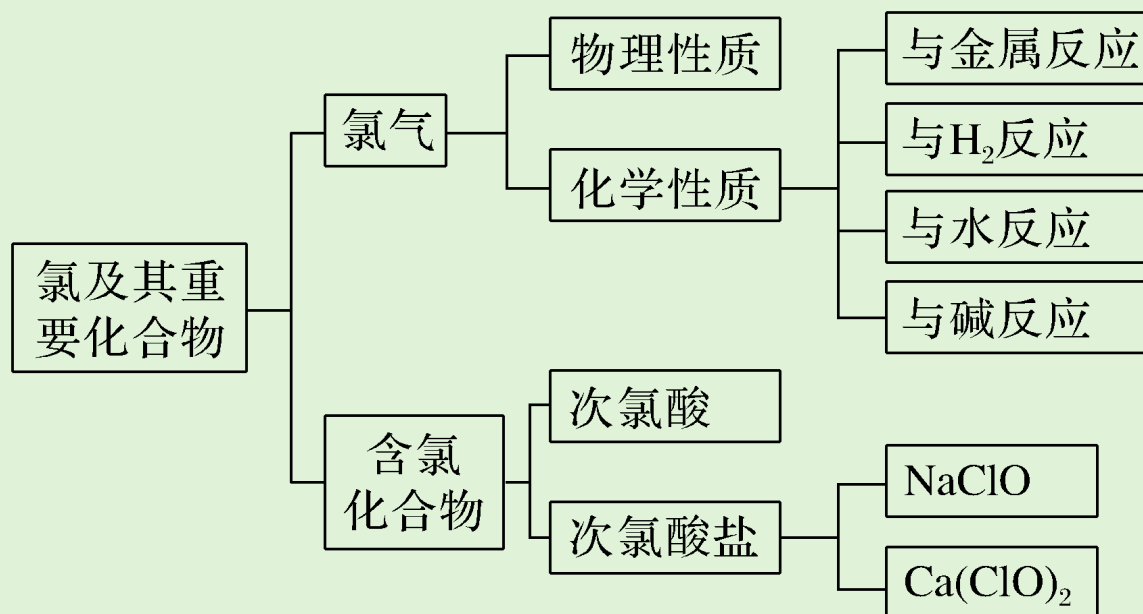 氯及其重
要化合物
氯气
物理性质
化学性质
与金属反应
与H₂反应
与水反应
与碱反应
含氯
化合物
次氯酸
次氯酸盐
NaClO
Ca(ClO)₂